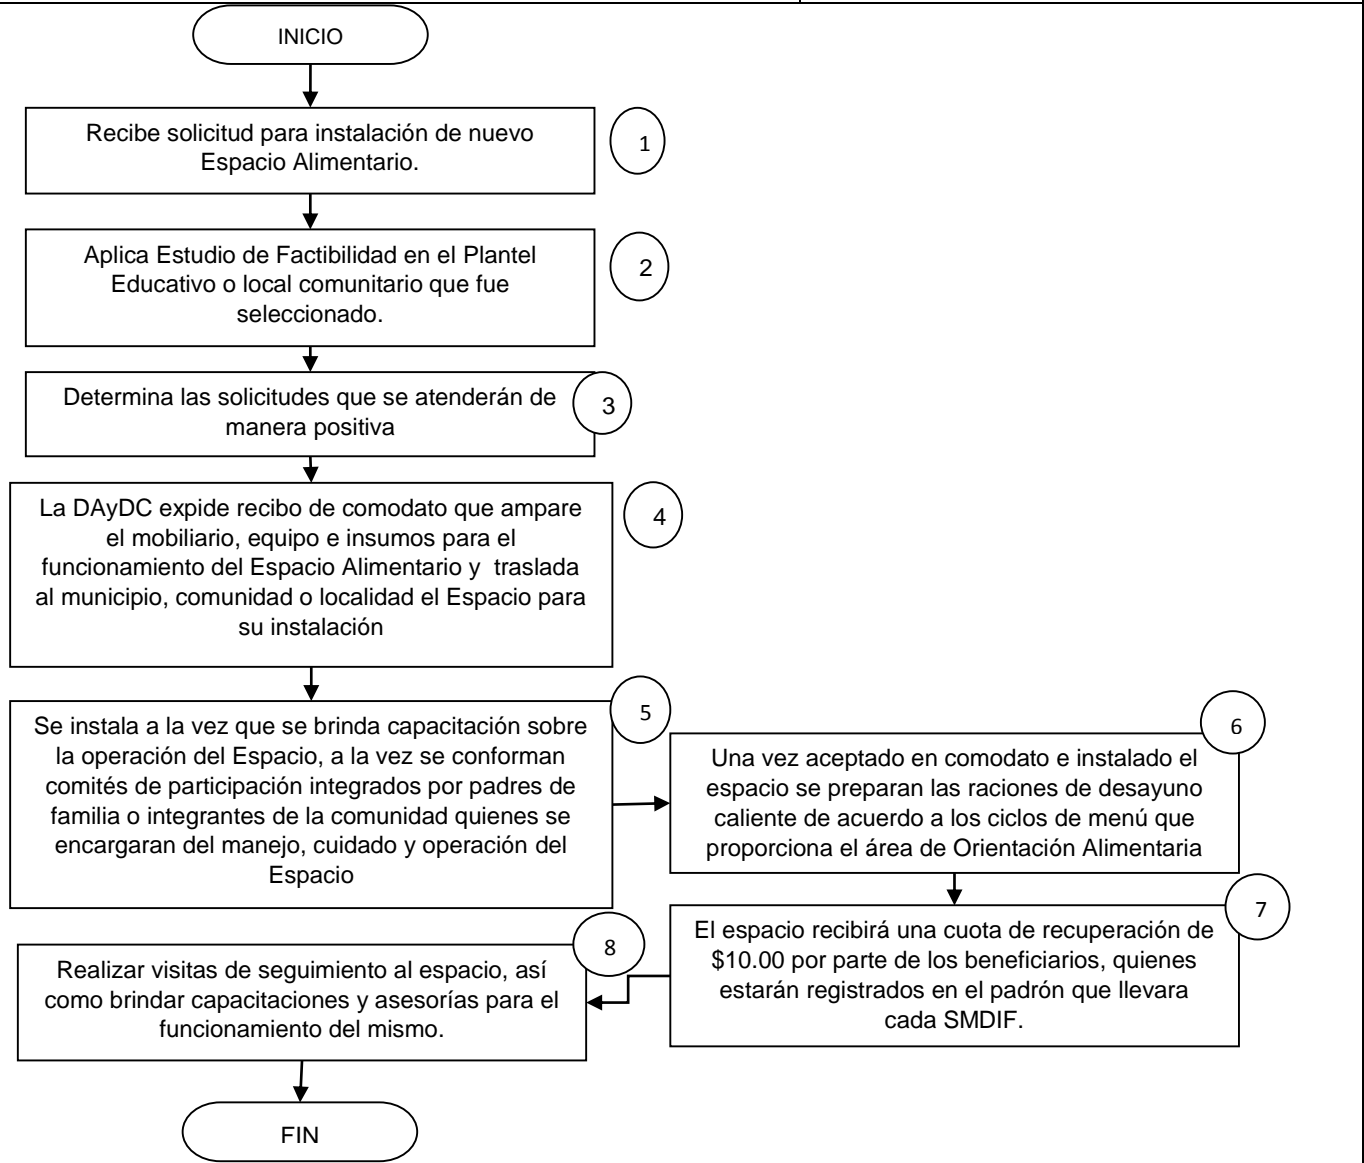 INICIO
Recibe solicitud para instalación de nuevo
Espacio Alimentario.
1
Aplica Estudio de Factibilidad en el Plantel
Educativo o local comunitario que fue
seleccionado.
2
Determina las solicitudes que se atenderán de
manera positiva
3
La DAyDC expide recibo de comodato que ampare
el mobiliario, equipo e insumos para el
funcionamiento del Espacio Alimentario y  traslada
al municipio, comunidad o localidad el Espacio para
su instalación
4
Se instala a la vez que se brinda capacitación sobre
la operación del Espacio, a la vez se conforman
comités de participación integrados por padres de
familia o integrantes de la comunidad quienes se
encargaran del manejo, cuidado y operación del
Espacio
5
Una vez aceptado en comodato e instalado el
espacio se preparan las raciones de desayuno
caliente de acuerdo a los ciclos de menú que
proporciona el área de Orientación Alimentaria
6
El espacio recibirá una cuota de recuperación de
$10.00 por parte de los beneficiarios, quienes
estarán registrados en el padrón que llevara
cada SMDIF.
7
Realizar visitas de seguimiento al espacio, así
como brindar capacitaciones y asesorías para el
funcionamiento del mismo.
8
FIN